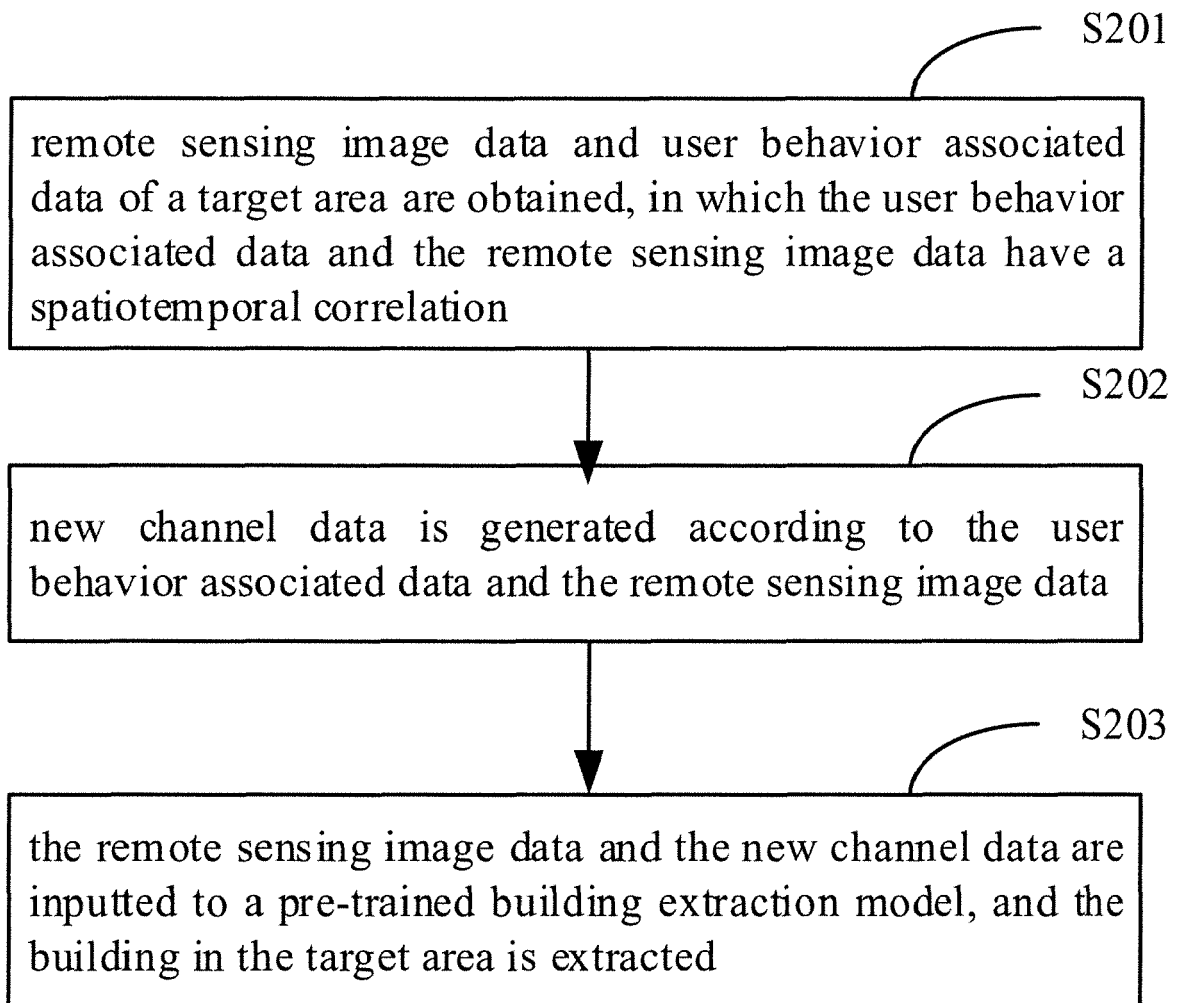 S201
remote sensing image data and user behavior associated
data of a target area are obtained, in which the user behavior
associated data and the remote sensing image data have a
spatiotemporal correlation
S202
new channel data is generated according to the user
behavior associated data and the remote sensing image data
S203
the remote sensing image data and the new channel data are
inputted to a pre-trained building extraction model, and the
building in the target area is extracted